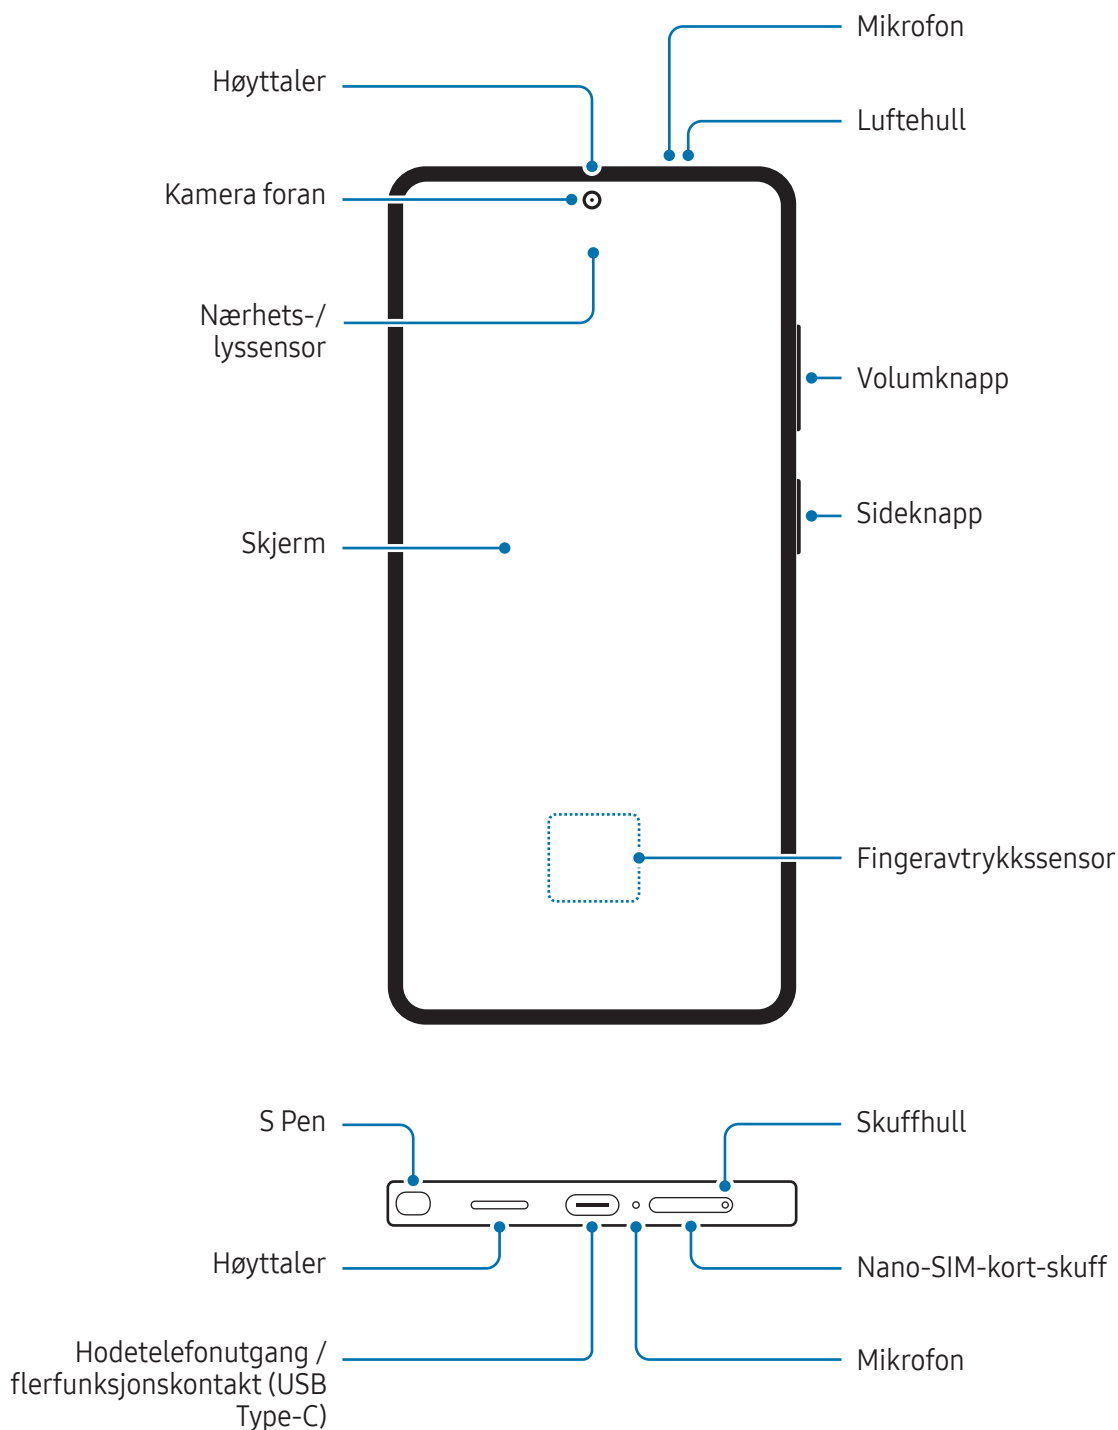 Mikrofon
Høyttaler
Luftehull
Kamera foran
Nærhets-/
lyssensor
Volumknapp
Sideknapp
Skjerm
Fingeravtrykkssensor
S Pen
Skuffhull
Høyttaler
Nano-SIM-kort-skuff
Hodetelefonutgang /
flerfunksjonskontakt (USB
Type-C)
Mikrofon